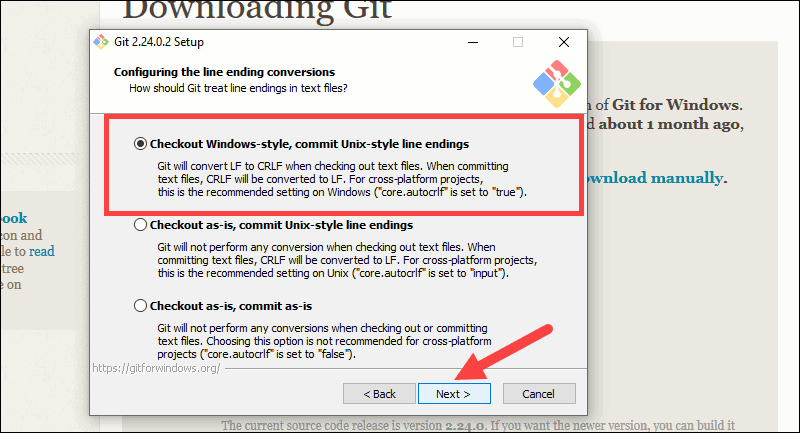 Downloading Git
Git 2.24.0.2 Setup
Configuring the line ending conversions
How should Git treat line endings in text files?
n of Git for Windows.
d about 1 month ago,
ownload manually.
Checkout Windows-style, commit Unix-style line endings
Git will convert LF to CRLF when checking out text files. When committing
text files, CRLF will be converted to LF. For cross-platform projects,
this is the recommended setting on Windows ("core.autocrlf" is set to "true").
Checkout as-is, commit Unix-style line endings
Git will not perform any conversion when checking out text files. When
committing text files, CRLF will be converted to LF. For cross-platform projects,
this is the recommended setting on Unix ("core.autocrlf" is set to "input").
Checkout as-is, commit as-is
Git will not perform any conversions when checking out or committing
text files. Choosing this option is not recommended for cross-platform
projects ("core.autocrlf" is set to "false").
ook
con and
le to read
tree
e on
https://gitforwindows.org/
< Back
Next >
Cancel
The current source code release is version 2.24.0. If you want the newer version, you can build it